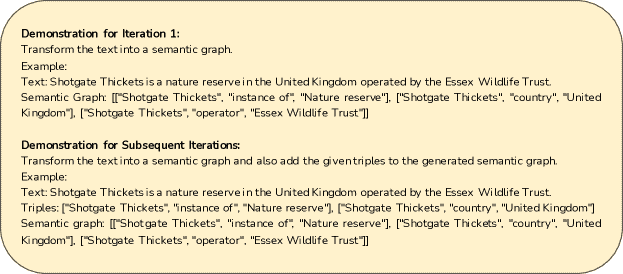 Demonstration for Iteration 1:
Transform the text into a semantic graph.
Example:
Text: Shotgate Thickets is a nature reserve in the United Kingdom operated by the Essex Wildlife Trust.
Semantic Graph: [["Shotgate Thickets", "instance of", "Nature reserve"], ["Shotgate Thickets", "country", "United
Kingdom"], ["Shotgate Thickets", "operator", "Essex Wildlife Trust"]]
Demonstration for Subsequent Iterations:
Transform the text into a semantic graph and also add the given triples to the generated semantic graph.
Example:
Text: Shotgate Thickets is a nature reserve in the United Kingdom operated by the Essex Wildlife Trust.
Triples: ["Shotgate Thickets", "instance of", "Nature reserve"], ["Shotgate Thickets", "country", "United Kingdom"]
Semantic graph: [["Shotgate Thickets", "instance of", "Nature reserve"], ["Shotgate Thickets", "country", "United
Kingdom"], ["Shotgate Thickets", "operator", "Essex Wildlife Trust"]]